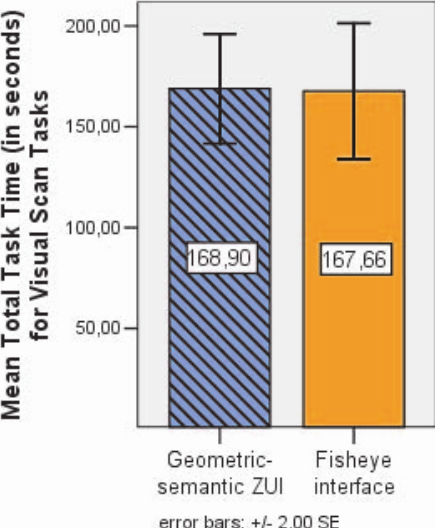 Mean Total Task Time (in seconds)
for Visual Scan Tasks
200,00
150,00
100,00
50,00
168,90
167,66
Geometric-
semantic ZUI
Fisheye
interface
error bars: +/- 2,00 SE